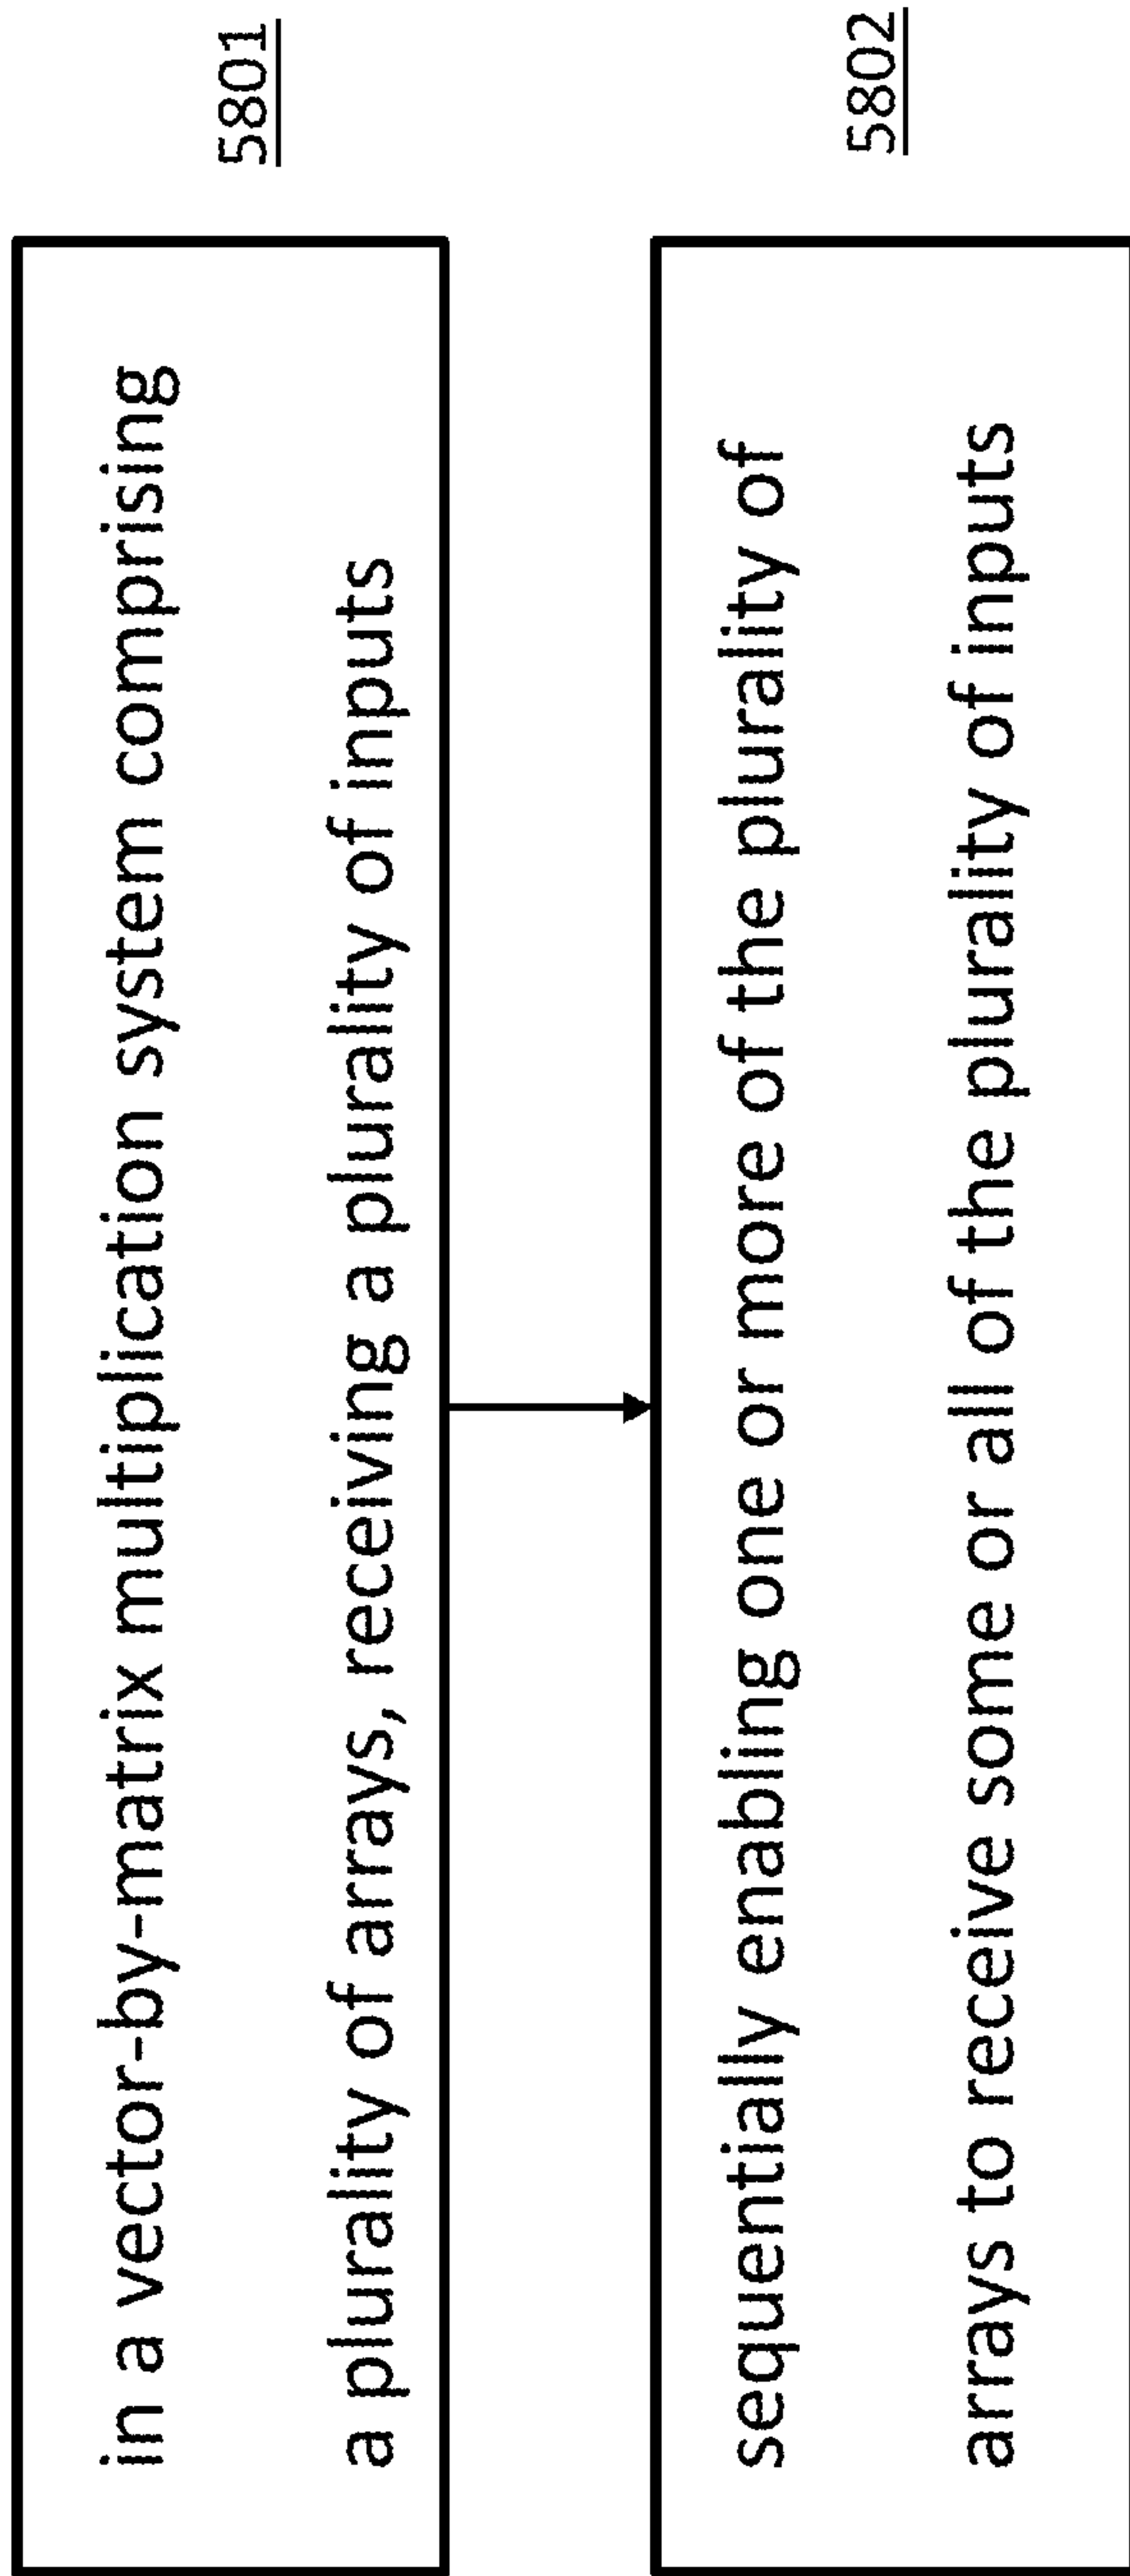 in a vector-by-matrix multiplication system comprising
a plurality of arrays, receiving a plurality of inputs
5801
sequentially enabling one or more of the plurality of
arrays to receive some or all of the plurality of inputs
5802